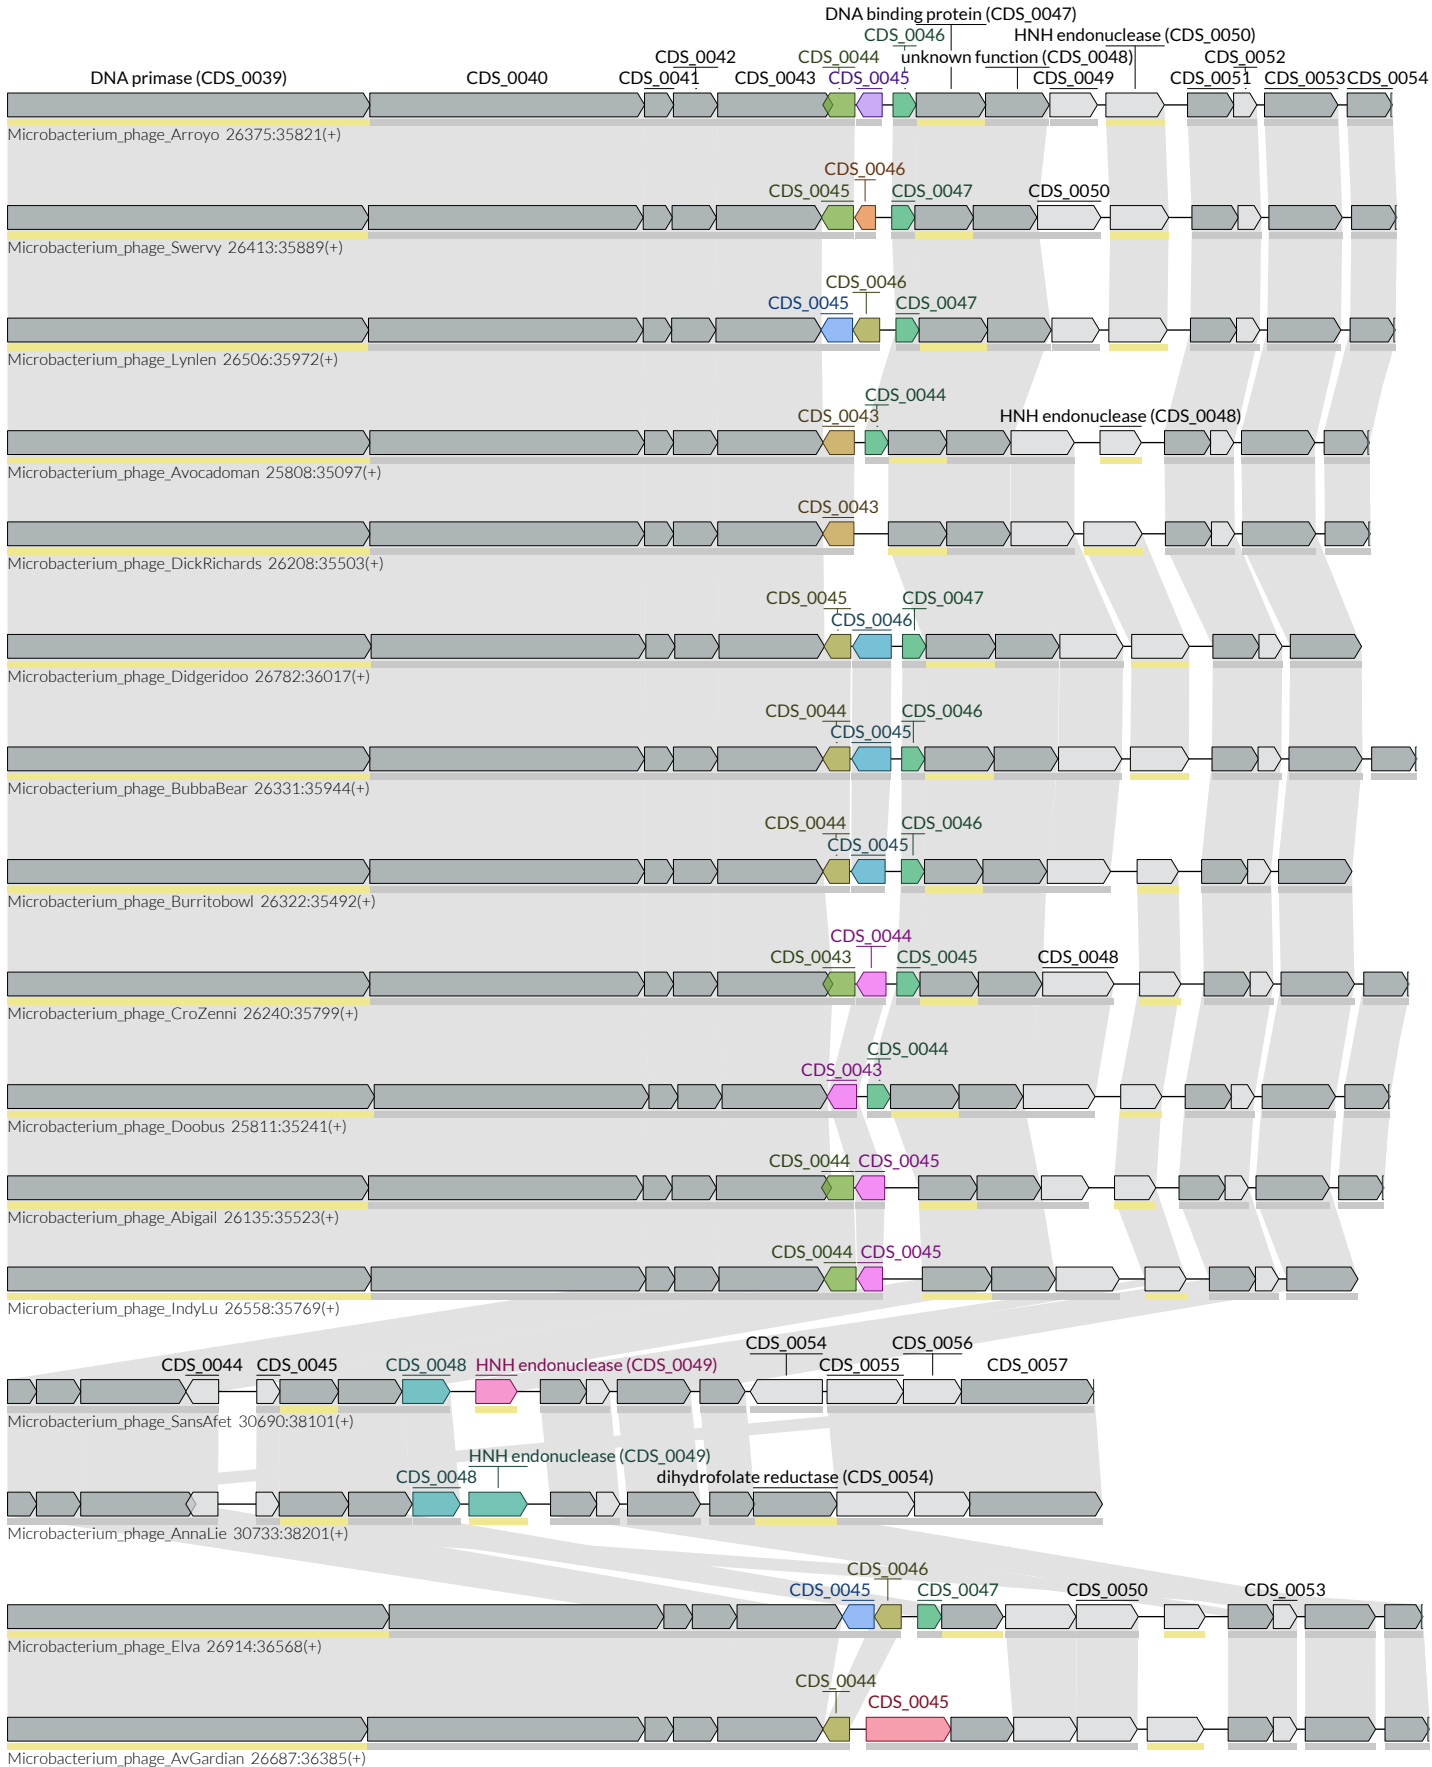 DNA binding protein (CDS_0047)
CDS_0046 HNH endonuclease (CDS_0050)
CDS_0042 CDS_0044 unknown function (CDS_0048) CDS_0052
DNA primase (CDS_0039) CDS_0040 CDS_0041 CDS_0043 CDS_0045 CDS_0049 CDS_0051 CDS_0053 CDS_0054
Microbacterium_phage_Arroyo 26375:35821(+)
CDS_0046
CDS_0045 CDS_0047 CDS_0050
Microbacterium_phage_Swervy 26413:35889(+)
CDS_0046
CDS_0045 CDS_0047
Microbacterium_phage_Lynlen 26506:35972(+)
CDS_0044
CDS_0043 HNH endonuclease (CDS_0048)
Microbacterium_phage_Avocadoman 25808:35097(+)
CDS_0043
Microbacterium_phage_DickRichards 26208:35503(+)
CDS_0045 CDS_0047
CDS_0046
Microbacterium_phage_Didgeridoo 26782:36017(+)
CDS_0044 CDS_0046
CDS_0045
Microbacterium_phage_BubbaBear 26331:35944(+)
CDS_0044 CDS_0046
CDS_0045
Microbacterium_phage_Burritobowl 26322:35492(+)
CDS_0044
CDS_0043 CDS_0045 CDS_0048
Microbacterium_phage_CroZenni 26240:35799(+)
CDS_0044
CDS_0043
Microbacterium_phage_Doobus 25811:35241(+)
CDS_0044 CDS_0045
Microbacterium_phage_Abigail 26135:35523(+)
CDS_0044 CDS_0045
Microbacterium_phage_IndyLu 26558:35769(+)
CDS_0054 CDS_0056
CDS_0044 CDS_0045 CDS_0048 HNH endonuclease (CDS_0049) CDS_0055 CDS_0057
Microbacterium_phage_SansAfet 30690:38101(+)
HNH endonuclease (CDS_0049)
CDS_0048 dihydrofolate reductase (CDS_0054)
Microbacterium_phage_AnnaLie 30733:38201(+)
CDS_0046
CDS_0045 CDS_0047 CDS_0050 CDS_0053
Microbacterium_phage_Elva 26914:36568(+)
CDS_0044
CDS_0045
Microbacterium_phage_AvGardian 26687:36385(+)